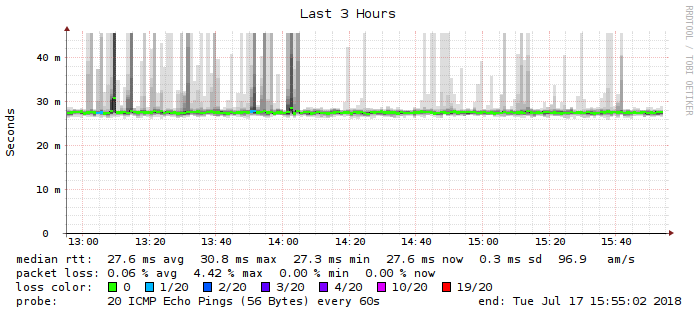 Last 3 Hours
RRDTOOL / TOBI OETIKER
Seconds
40 m
30 m
20 m
10 m
0
13:00 13:20 13:40 14:00 14:20 14:40 15:00 15:20 15:40
median rtt: 27.6 ms avg 30.8 ms max 27.3 ms min 27.6 ms now 0.3 ms sd 96.9 am/s
packet loss: 0.06 % avg 4.42 % max 0.00 % min 0.00 % now
loss color: 0 1/20 2/20 3/20 4/20 10/20 19/20
probe: 20 ICMP Echo Pings (56 Bytes) every 60s end: Tue Jul 17 15:55:02 2018